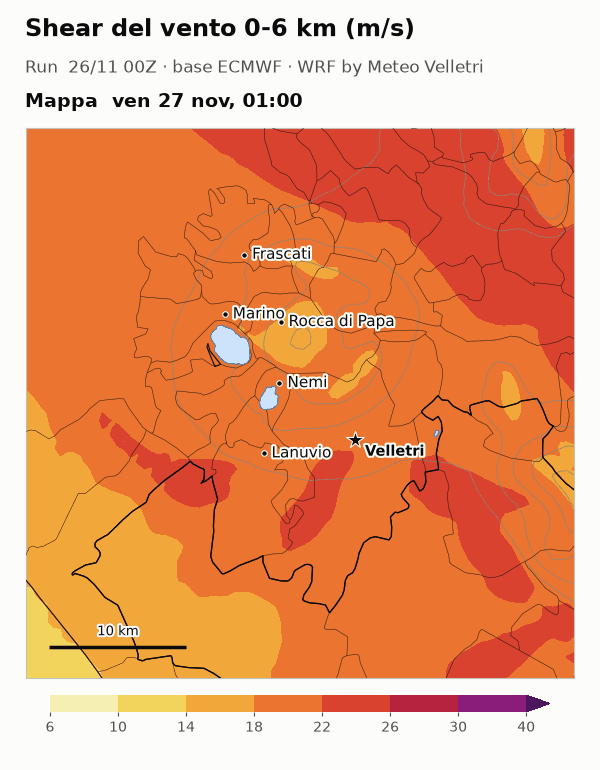 Shear del vento 0-6 km (m/s)
Run  26/11 00Z · base ECMWF · WRF by Meteo Velletri
Mappa  ven 27 nov, 01:00
Frascati
Marino
Rocca di Papa
Nemi
Velletri
Lanuvio
10 km
6 10 14 18 22 26 30 40